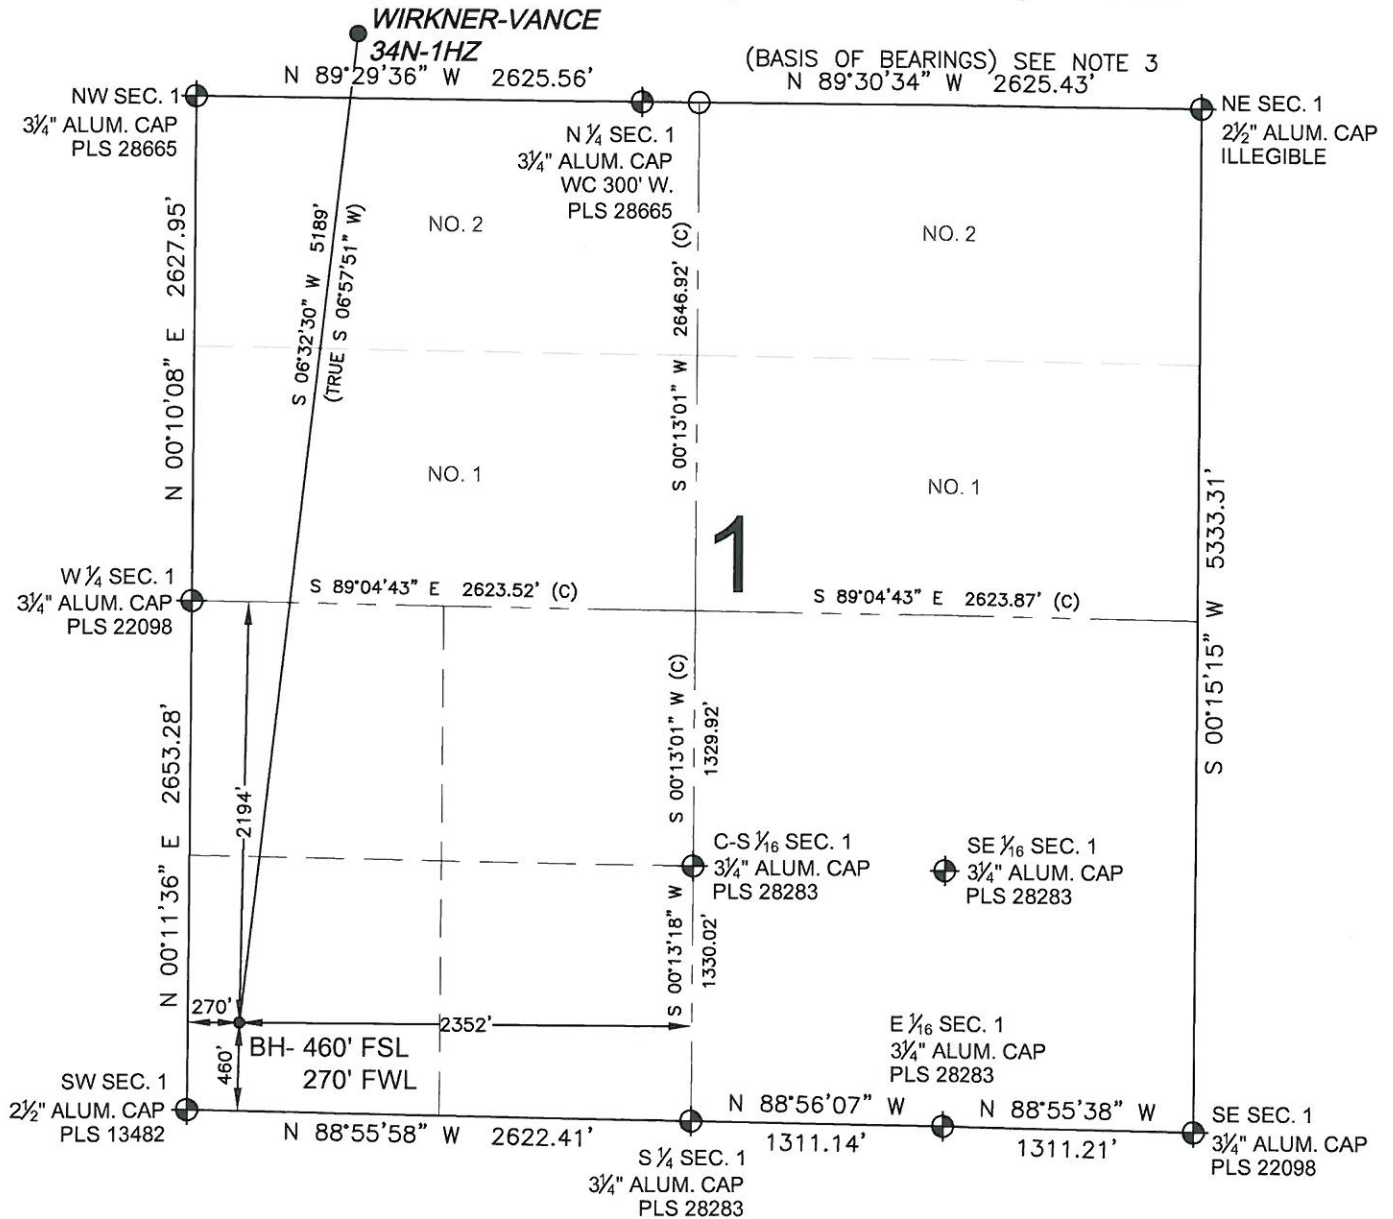 WIRKNER-VANCE
34N-1HZ
(BASIS OF BEARINGS) SEE NOTE 3
N 89°29'36" W 2625.56'
N 89°30'34" W 2625.43'
NW SEC. 1
3¼" ALUM. CAP
PLS 28665
N ¼ SEC. 1
3¼" ALUM. CAP
WC 300' W.
PLS 28665
NE SEC. 1
2½" ALUM. CAP
ILLEGIBLE
N 00°10'08" E 2627.95'
S 06°32'30" W 5189'
(TRUE S 06°57'51" W)
NO. 2
S 00°13'01" W 2646.92' (C)
NO. 2
NO. 1
NO. 1
1
S 00°15'15" W 5333.31'
W ¼ SEC. 1
3¼" ALUM. CAP
PLS 22098
S 89°04'43" E 2623.52' (C)
S 89°04'43" E 2623.87' (C)
N 00°11'36" E 2653.28'
2194'
S 00°13'01" W (C)
1329.92'
C-S 1⁄16 SEC. 1
3¼" ALUM. CAP
PLS 28283
SE 1⁄16 SEC. 1
3¼" ALUM. CAP
PLS 28283
S 00°13'18" W
1330.02'
270'
2352'
460'
BH- 460' FSL
270' FWL
E 1⁄16 SEC. 1
3¼" ALUM. CAP
PLS 28283
SW SEC. 1
2½" ALUM. CAP
PLS 13482
N 88°55'58" W 2622.41'
N 88°56'07" W
1311.14'
N 88°55'38" W
1311.21'
S ¼ SEC. 1
3¼" ALUM. CAP
PLS 28283
SE SEC. 1
3¼" ALUM. CAP
PLS 22098